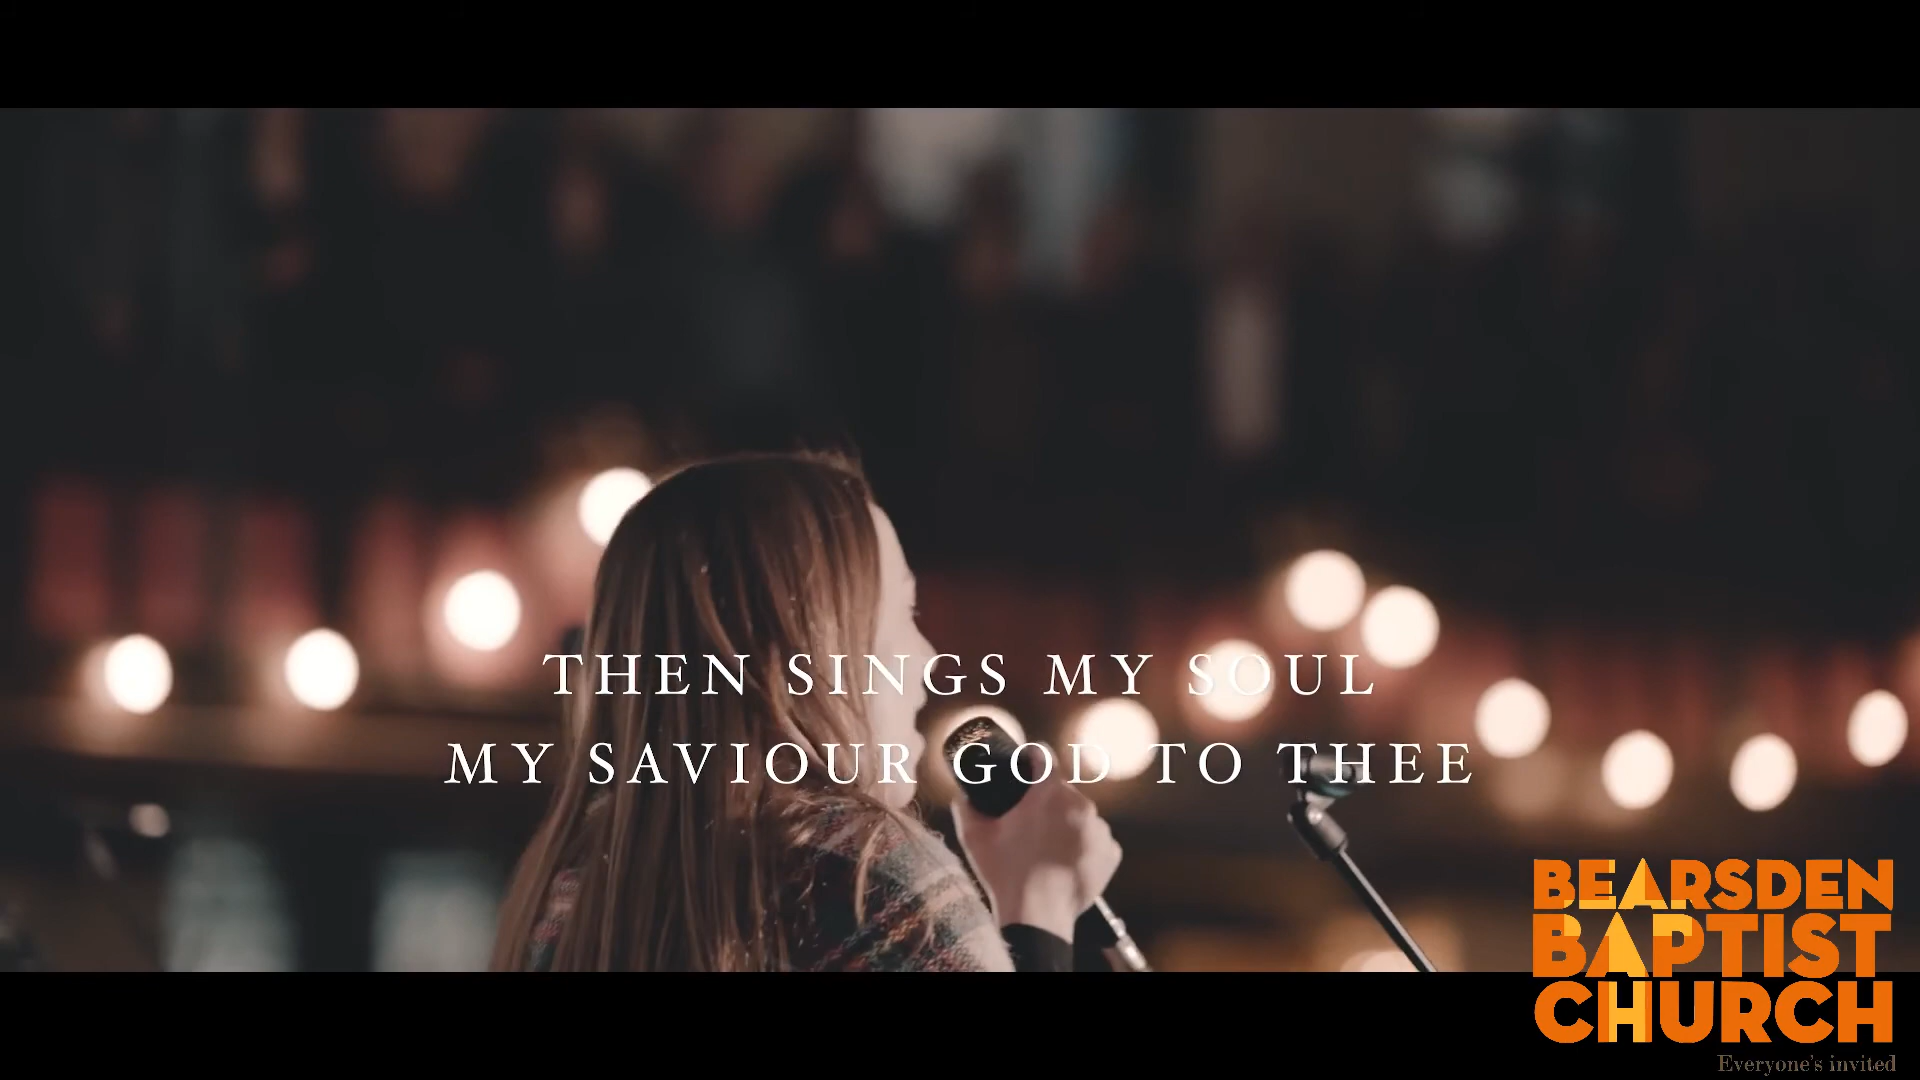 THEN SINGS MY SOUL
MY SAVIOUR GOD TO THEE
BEARSDEN
BAPTIST
CHURCH
Everyone's invited